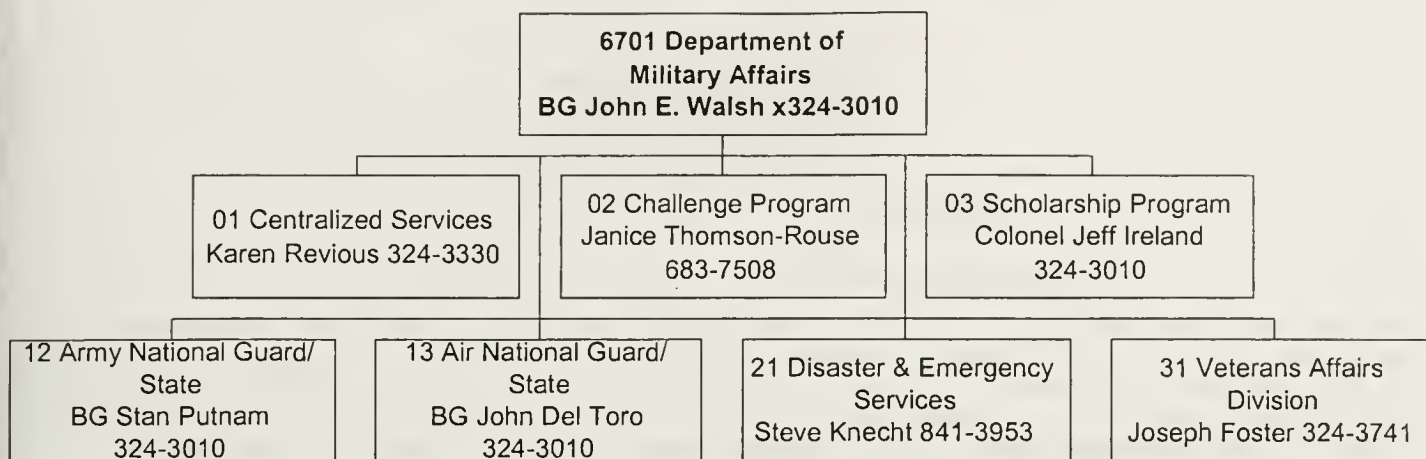 6701 Department of
Military Affairs
BG John E. Walsh x324-3010
01 Centralized Services
Karen Revious 324-3330
02 Challenge Program
Janice Thomson-Rouse
683-7508
03 Scholarship Program
Colonel Jeff Ireland
324-3010
12 Army National Guard/
State
BG Stan Putnam
324-3010
13 Air National Guard/
State
BG John Del Toro
324-3010
21 Disaster & Emergency
Services
Steve Knecht 841-3953
31 Veterans Affairs
Division
Joseph Foster 324-3741